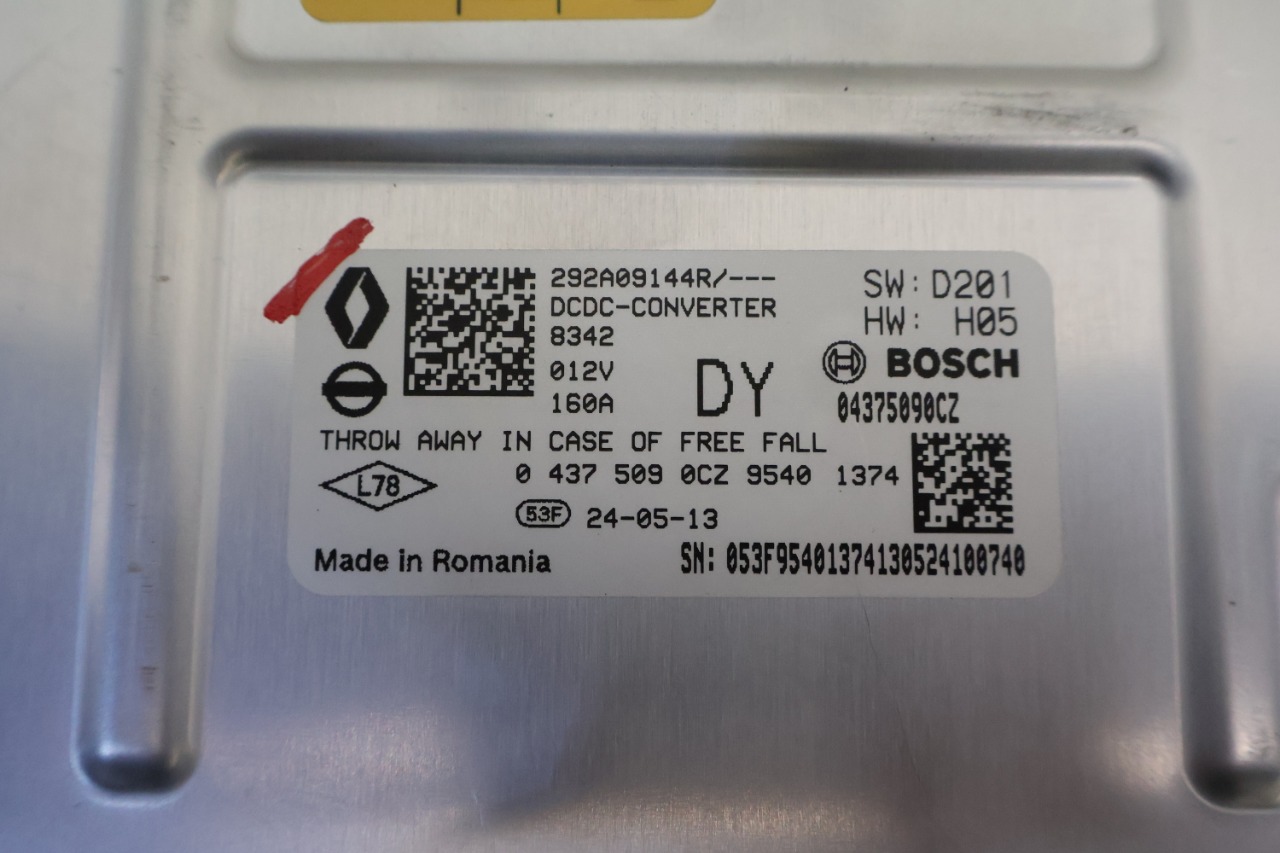 292A09144R/---
DCDC-CONVERTER
8342
012V
160A
DY
SW: D201
HW: H05
BOSCH
04375090CZ
THROW AWAY IN CASE OF FREE FALL
L78
0 437 509 0CZ 9540 1374
53F 24-05-13
Made in Romania
SN: 053F95401374130524100740